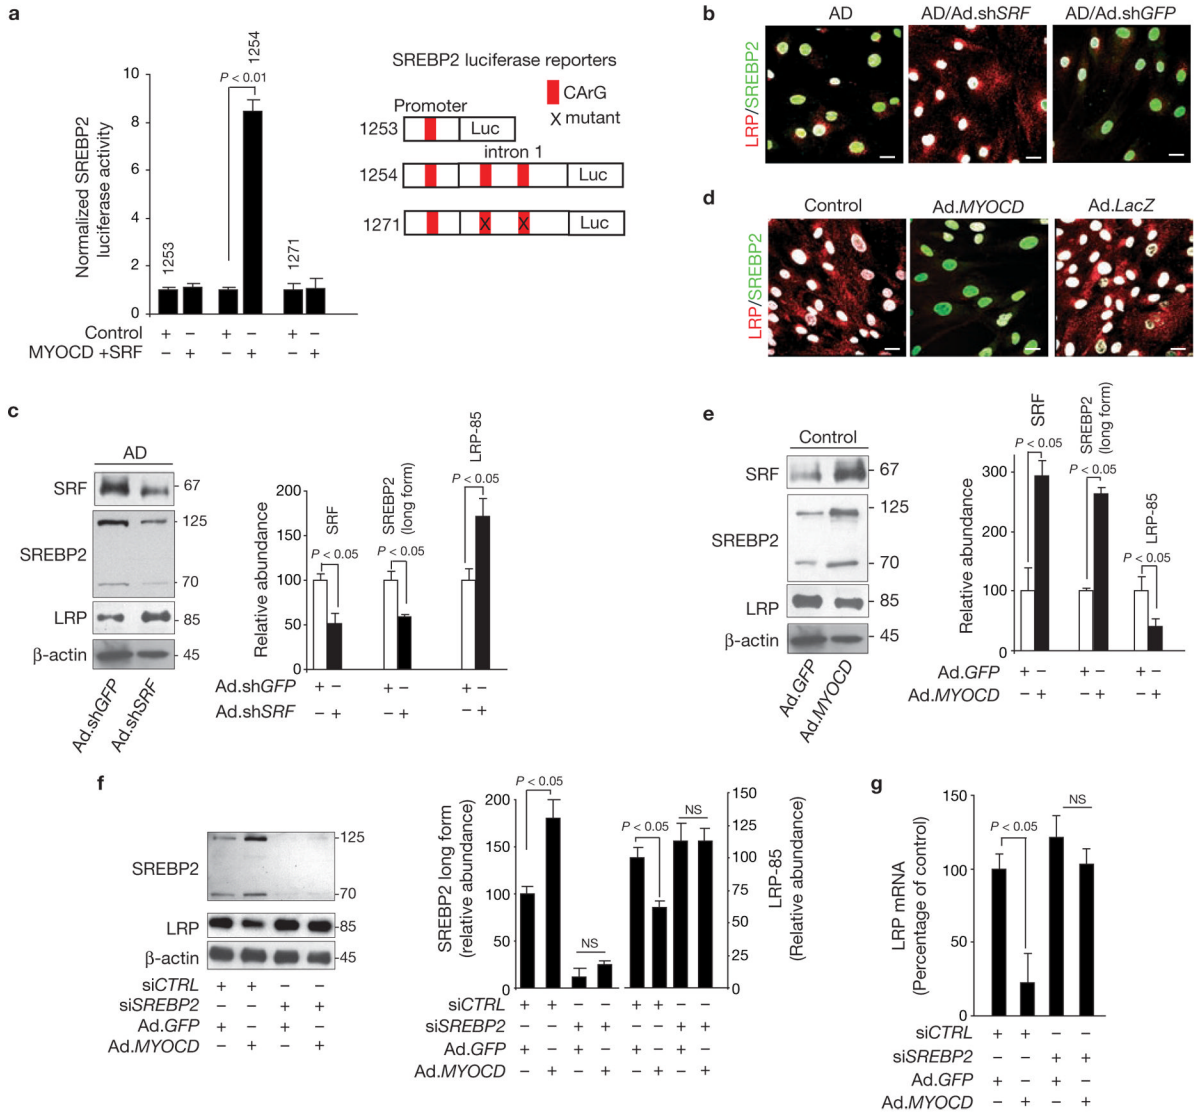 a
Normalized SREBP2
luciferase activity
10
8
6
4
2
0
1253
P < 0.01
1254
1271
Control + – + – + –
MYOCD +SRF – + – + – +
SREBP2 luciferase reporters
CArG
X mutant
Promoter
1253 Luc
intron 1
1254 Luc
1271 X X Luc
b
AD AD/Ad.shSRF AD/Ad.shGFP
LRP/SREBP2
d
Control Ad.MYOCD Ad.LacZ
LRP/SREBP2
c
AD
SRF - 67
SREBP2 - 125
- 70
LRP - 85
β-actin - 45
Ad.shGFP
Ad.shSRF
Relative abundance
200
150
100
50
0
SRF
P < 0.05
SREBP2
(long form)
P < 0.05
LRP-85
P < 0.05
Ad.shGFP + – + – + –
Ad.shSRF – + – + – +
e
Control
SRF - 67
SREBP2 - 125
- 70
LRP - 85
β-actin - 45
Ad.GFP
Ad.MYOCD
Relative abundance
300
200
100
0
SRF
P < 0.05
SREBP2
(long form)
P < 0.05
LRP-85
P < 0.05
Ad.GFP + – + – + –
Ad.MYOCD – + – + – +
f
SREBP2 -125
-70
LRP -85
β-actin -45
siCTRL + + – –
siSREBP2 – – + +
Ad.GFP + – + –
Ad.MYOCD – + – +
SREBP2 long form
(relative abundance)
200
150
100
50
0
P < 0.05
NS
P < 0.05
NS
150
125
100
75
50
25
0
LRP-85
(Relative abundance)
siCTRL + + – – + + – –
siSREBP2 – – + + – – + +
Ad.GFP + – + – + – + –
Ad.MYOCD – + – + – + – +
g
LRP mRNA
(Percentage of control)
150
100
50
0
P < 0.05
NS
siCTRL + + – –
siSREBP2 – – + +
Ad.GFP + – + –
Ad.MYOCD – + – +